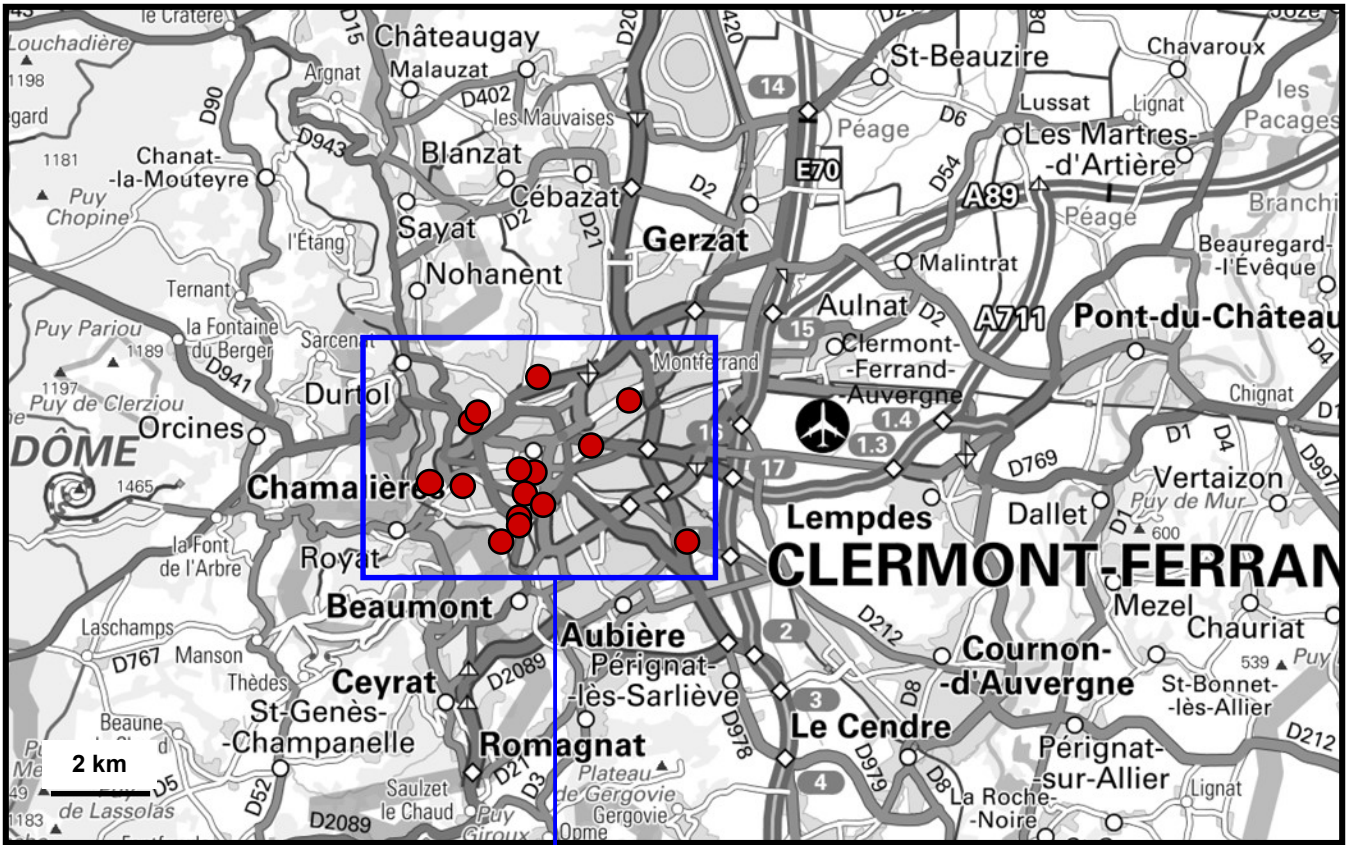 le Cratère
D15
Châteaugay
D20
420
St-Beauzire
D8
Chavaroux
Joze
Louchadière
1198
Argnat
Malauzat
D402
14
Lussat
Lignat
les
Pacages
D90
les Mauvaises
Péage
D6
Les Martres-
-d'Artière
1181
Chanat-
-la-Mouteyre
D943
Blanzat
E70
D54
Puy
Chopine
Cébazat
D2
A89
Péage
Branchi
Sayat
D2
D21
l'Étang
Gerzat
Beauregard-
-l'Évêque
Nohanent
Malintrat
Ternant
Aulnat
D2
A711
Pont-du-Château
Puy Pariou
1189
la Fontaine
du Berger
Sarcenat
15
Clermont-
-Ferrand-
-Auvergne
D4
Montferrand
D941
1197
Puy de Clerziou
Durtol
Chignat
Orcines
1.4
1.3
D1
D1
D4
DÔME
17
D769
D997
1465
Chamalières
Vertaizon
Puy de Mur
600
Lempdes
Dallet
D1
la Font
de l'Arbre
Royat
CLERMONT-FERRAN
Mezel
Beaumont
Chauriat
Laschamps
Aubière
2
D212
D767
Manson
Pérignat-
-lès-Sarliève
Cournon-
-d'Auvergne
539
Puy
Thèdes
Ceyrat
D2089
D8
St-Bonnet-
-lès-Allier
Beaune
St-Genès-
-Champanelle
3
Le Cendre
D978
D212
2 km
Romagnat
Pérignat-
-sur-Allier
D5
de Lassolas
D52
Saulzet
le Chaud
D21
D3
Plateau
de Gergovie
Gergovie
4
D979
D8
La Roche-
-Noire
Lignat
1183
D2089
Puy
Giroux
Opme